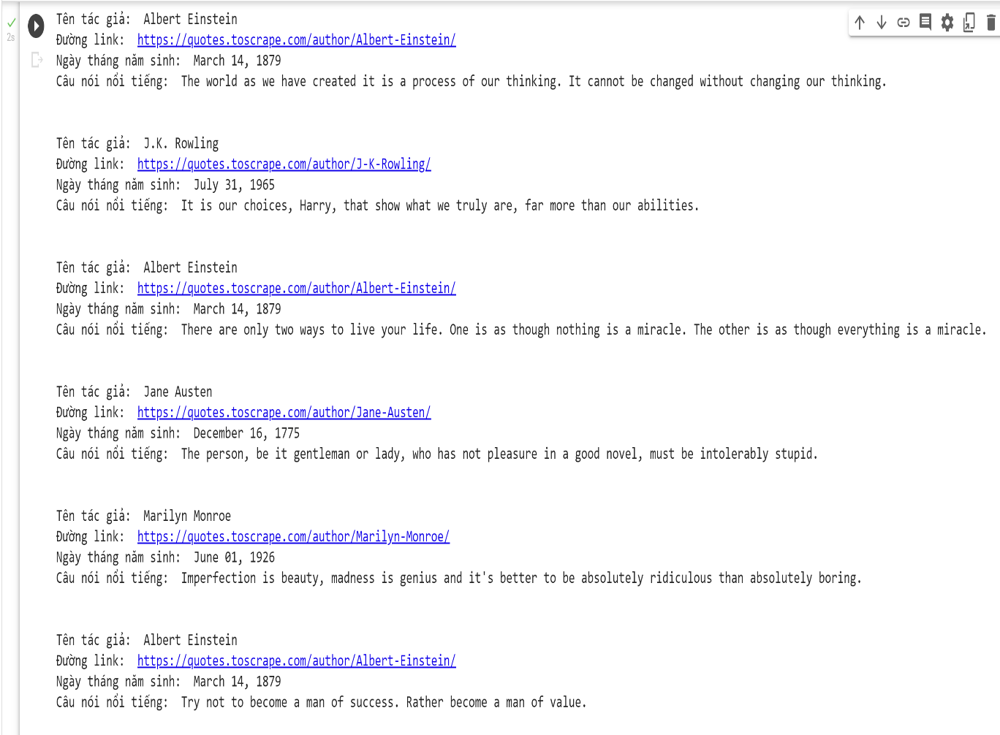 Tên tác giả:  Albert Einstein
Đường link:  https://quotes.toscrape.com/author/Albert-Einstein/
Ngày tháng năm sinh:  March 14, 1879
Câu nói nổi tiếng:  The world as we have created it is a process of our thinking. It cannot be changed without changing our thinking.
2s
Tên tác giả:  J.K. Rowling
Đường link:  https://quotes.toscrape.com/author/J-K-Rowling/
Ngày tháng năm sinh:  July 31, 1965
Câu nói nổi tiếng:  It is our choices, Harry, that show what we truly are, far more than our abilities.
Tên tác giả:  Albert Einstein
Đường link:  https://quotes.toscrape.com/author/Albert-Einstein/
Ngày tháng năm sinh:  March 14, 1879
Câu nói nổi tiếng:  There are only two ways to live your life. One is as though nothing is a miracle. The other is as though everything is a miracle.
Tên tác giả:  Jane Austen
Đường link:  https://quotes.toscrape.com/author/Jane-Austen/
Ngày tháng năm sinh:  December 16, 1775
Câu nói nổi tiếng:  The person, be it gentleman or lady, who has not pleasure in a good novel, must be intolerably stupid.
Tên tác giả:  Marilyn Monroe
Đường link:  https://quotes.toscrape.com/author/Marilyn-Monroe/
Ngày tháng năm sinh:  June 01, 1926
Câu nói nổi tiếng:  Imperfection is beauty, madness is genius and it's better to be absolutely ridiculous than absolutely boring.
Tên tác giả:  Albert Einstein
Đường link:  https://quotes.toscrape.com/author/Albert-Einstein/
Ngày tháng năm sinh:  March 14, 1879
Câu nói nổi tiếng:  Try not to become a man of success. Rather become a man of value.